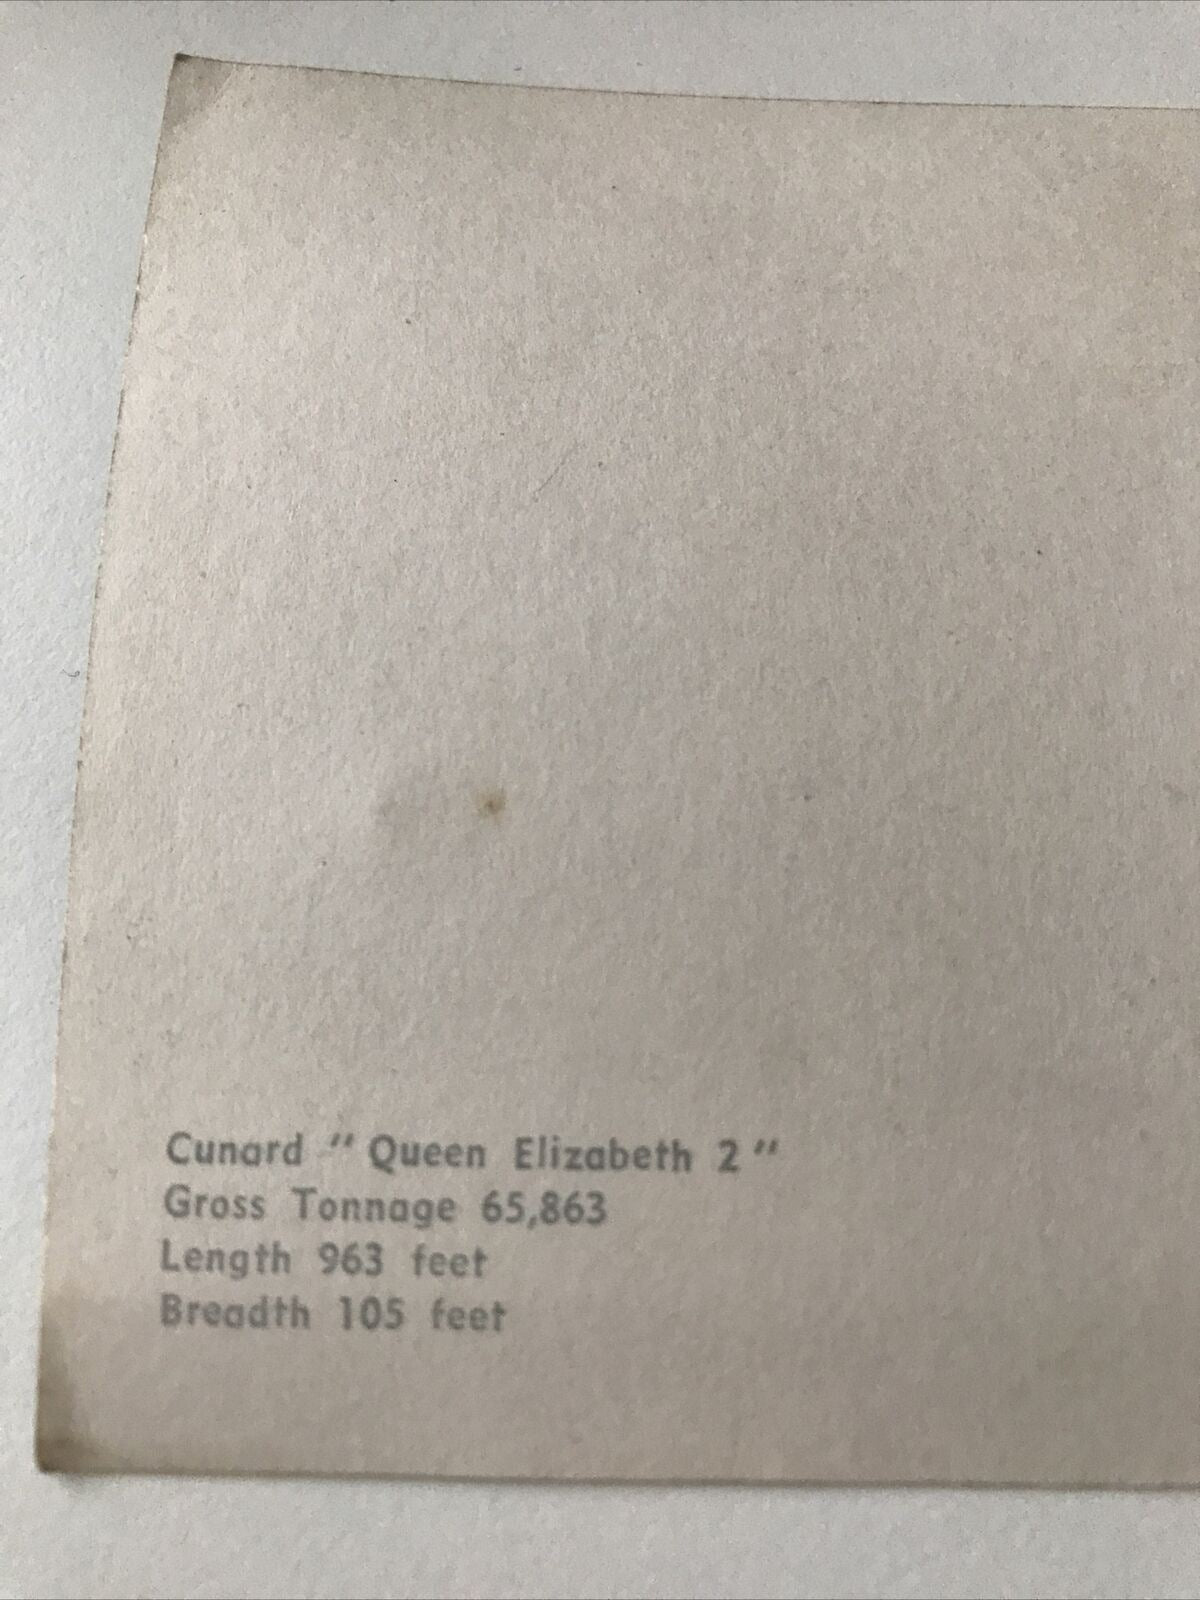 Cunard "Queen Elizabeth 2"
Gross Tonnage 65,863
Length 963 feet
Breadth 105 feet